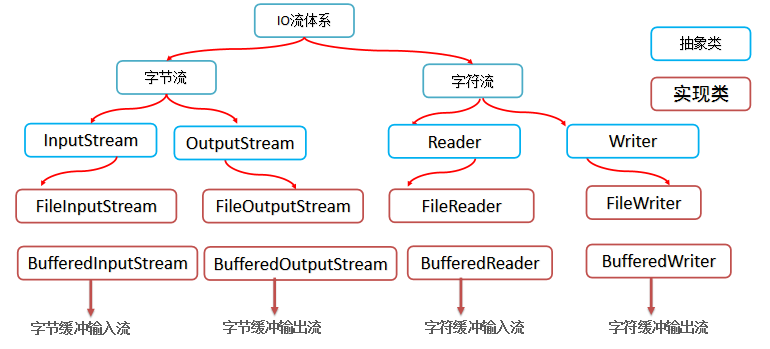 IO流体系
抽象类
字节流
字符流
实现类
InputStream
OutputStream
Reader
Writer
FileInputStream
FileOutputStream
FileReader
FileWriter
BufferedInputStream
BufferedOutputStream
BufferedReader
BufferedWriter
字节缓冲输入流
字节缓冲输出流
字符缓冲输入流
字符缓冲输出流